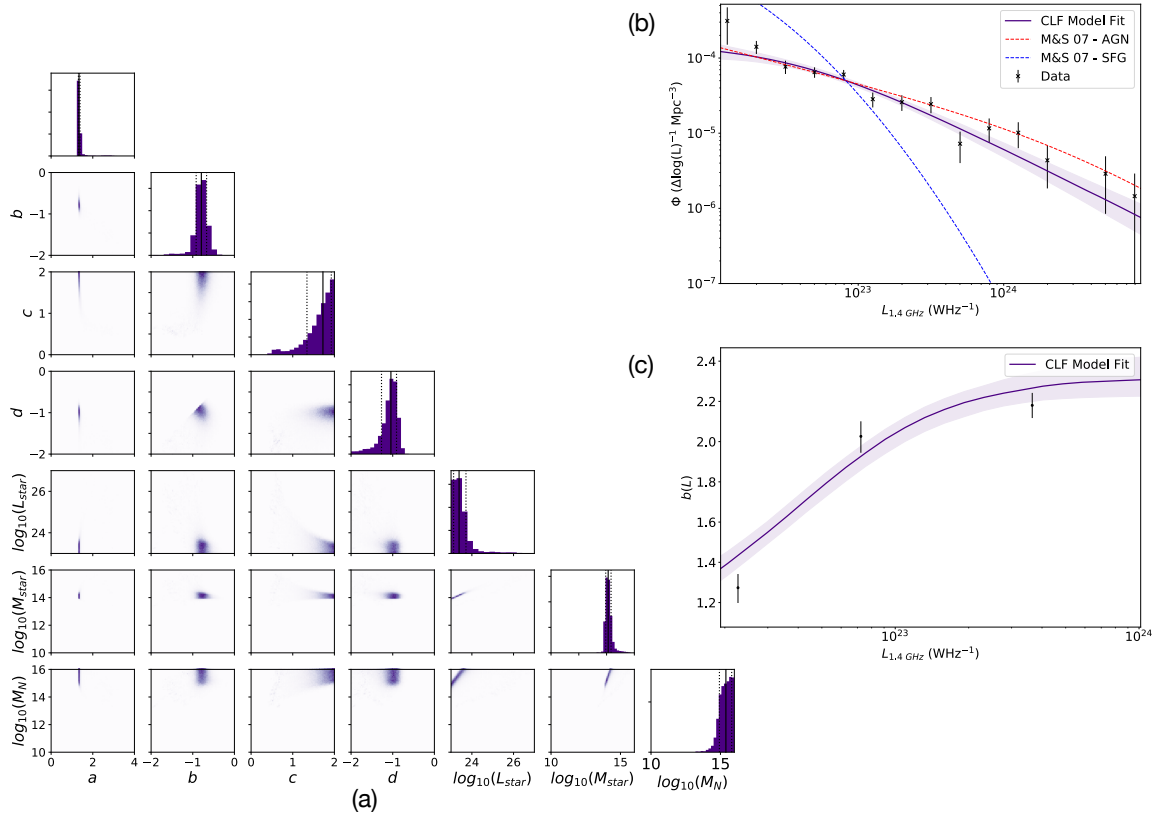 (b)
CLF Model Fit
M&S 07 - AGN
M&S 07 - SFG
Data
10⁻⁴
10⁻⁵
10⁻⁶
10⁻⁷
Φ (Δlog(L)⁻¹ Mpc⁻³)
10²³ 10²⁴
L1,4 GHz (WHz⁻¹)
(c)
CLF Model Fit
2.4
2.2
2.0
1.8
1.6
1.4
1.2
b(L)
10²³ 10²⁴
L1,4 GHz (WHz⁻¹)
b
0
−1
−2
c
2
1
0
d
0
−1
−2
log10(Lstar)
26
24
log10(Mstar)
16
14
12
10
log10(MN)
16
14
12
10
0 2 4
−2 −1 0
0 1 2
−2 −1 0
24 26
10 15
10 15
a b c d log10(Lstar) log10(Mstar) log10(MN)
(a)